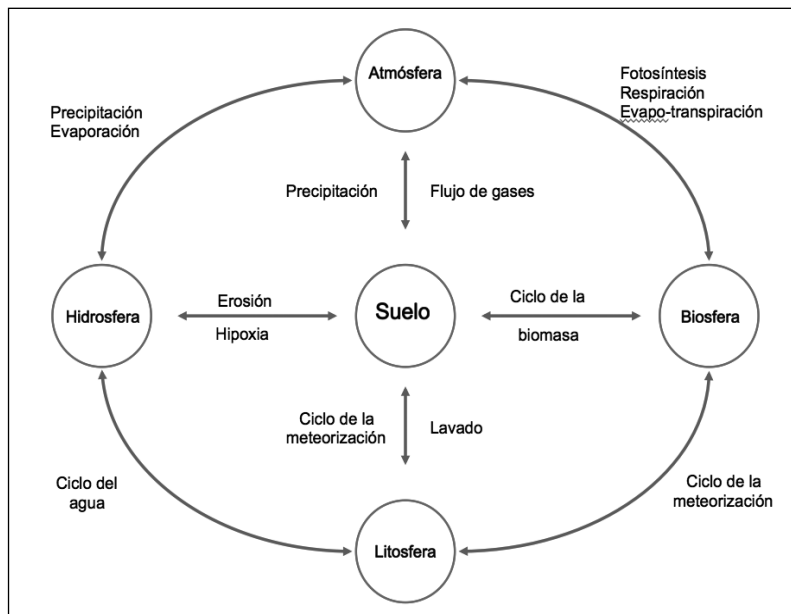 Atmósfera
Fotosíntesis
Respiración
Evapo-transpiración
Precipitación
Evaporación
Precipitación
Flujo de gases
Hidrosfera
Erosión
Hipoxia
Suelo
Ciclo de la
biomasa
Biosfera
Ciclo de la
meteorización
Lavado
Ciclo del
agua
Ciclo de la
meteorización
Litosfera